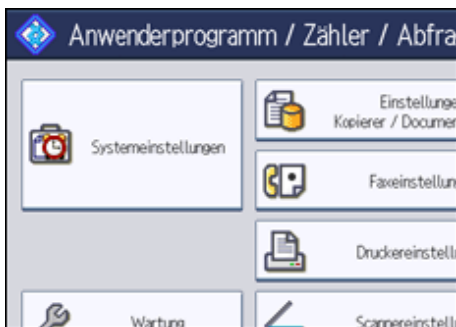 Anwenderprogramm / Zähler / Abfra
Systemeinstellungen
Einstellunge
Kopierer / Documen
Faxeinstellun
Druckereinstell
Wartung
Scannereinstell